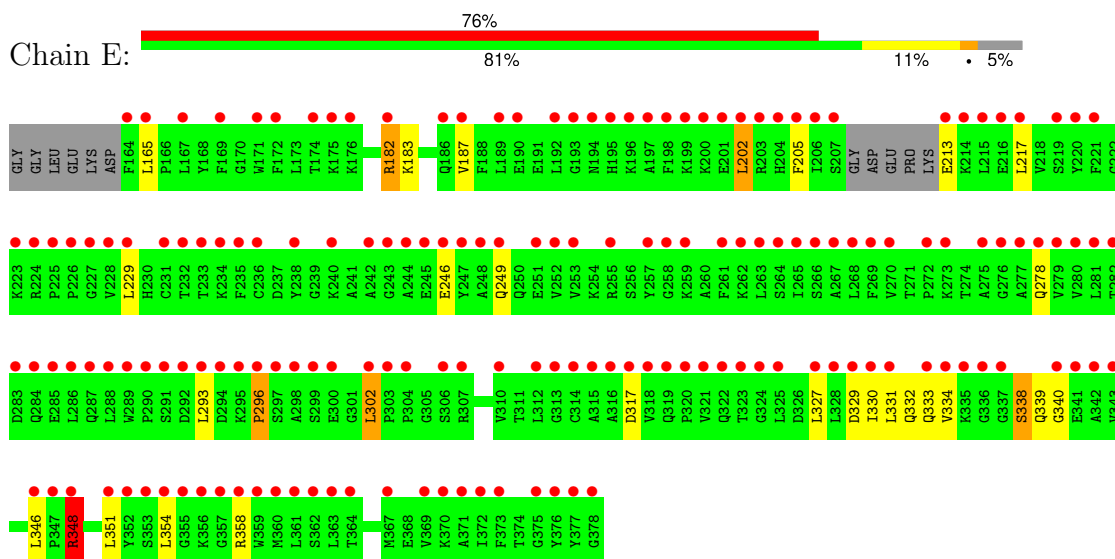 76%
Chain E:
81% 11% • 5%
GLY GLY LEU GLU LYS ASP F164 L165 P166 L167 Y168 F169 G170 W171 F172 L173 T174 K175 K176 R182 K183 Q186 V187 F188 L189 E190 E191 L192 G193 N194 H195 K196 A197 F198 K199 K200 E201 L202 R203 H204 F205 I206 S207 GLY ASP GLU PRO LYS E213 K214 L215 E216 L217 V218 S219 Y220 F221 G222
K223 R224 P225 P226 G227 V228 L229 H230 C231 T232 T233 K234 F235 C236 D237 Y238 G239 K240 A241 A242 G243 A244 E245 E246 Y247 A248 Q249 Q250 E251 V252 V253 K254 R255 S256 Y257 G258 K259 A260 F261 K262 L263 S264 I265 S266 A267 L268 F269 V270 T271 P272 K273 T274 A275 G276 A277 Q278 V279 V280 L281 T282
D283 Q284 E285 L286 Q287 L288 W289 P290 S291 D292 L293 D294 K295 P296 S297 A298 S299 E300 G301 L302 P303 P304 G305 S306 R307 V310 T311 L312 G313 C314 A315 A316 D317 V318 Q319 P320 V321 Q322 T323 G324 L325 D326 L327 L328 D329 I330 L331 Q332 Q333 V334 K335 G336 G337 S338 Q339 G340 E341 A342 V343
L346 P347 R348 L351 Y352 S353 L354 G355 K356 G357 R358 W359 M360 L361 S362 L363 T364 M367 E368 V369 K370 A371 I372 F373 T374 G375 Y376 Y377 G378